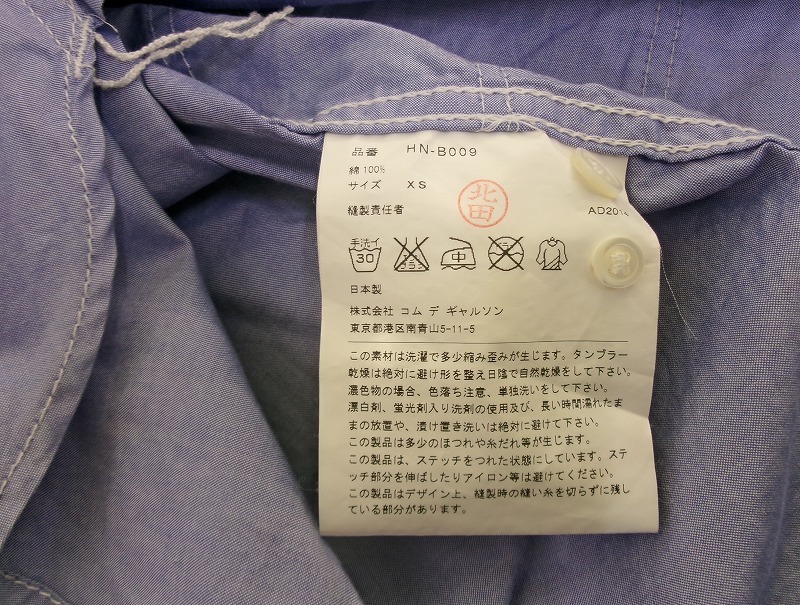 品番 HN-B009
綿 100%
サイズ XS
北田
縫製責任者
手洗イ
30
エンソ
サラシ
中
日本製
株式会社 コム デ ギャルソン
東京都港区南青山5-11-5
この素材は洗濯で多少縮み歪みが生じます。タンブラー
乾燥は絶対に避け形を整え日陰で自然乾燥をして下さい。
濃色物の場合、色落ち注意、単独洗いをして下さい。
漂白剤、蛍光剤入り洗剤の使用及び、長い時間濡れたま
まの放置や、漬け置き洗いは絶対に避けて下さい。
この製品は多少のほつれや糸だれ等が生じます。
この製品は、ステッチをつれた状態にしています。ステ
ッチ部分を伸ばしたりアイロン等は避けてください。
この製品はデザイン上、縫製時の縫い糸を切らずに残し
ている部分があります。